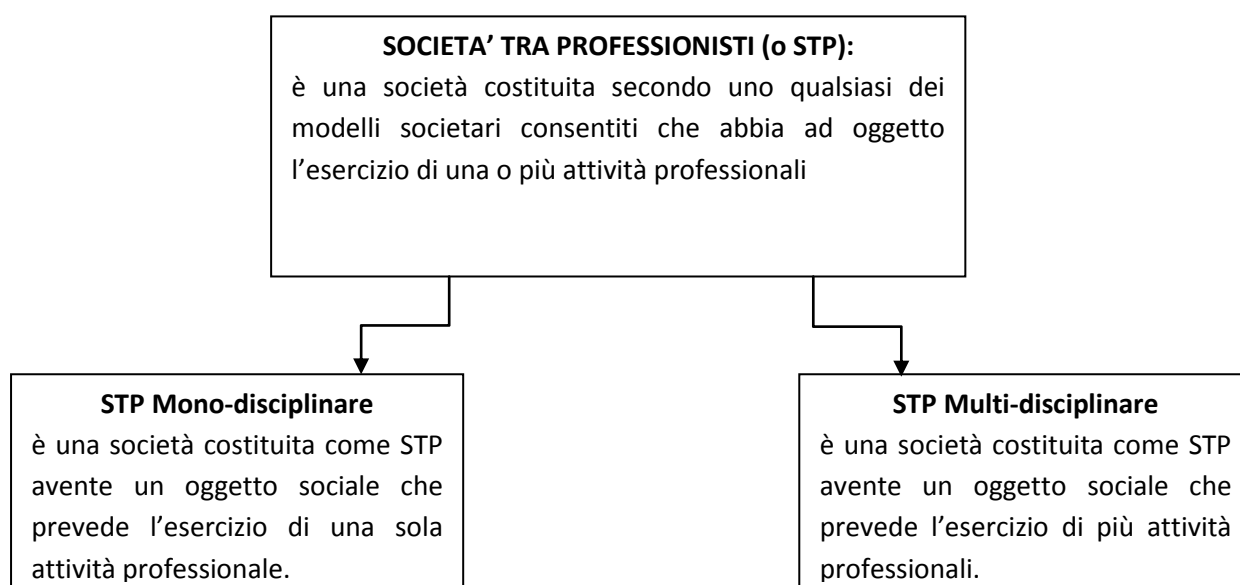 SOCIETA’ TRA PROFESSIONISTI (o STP):
è una società costituita secondo uno qualsiasi dei
modelli societari consentiti che abbia ad oggetto
l’esercizio di una o più attività professionali
STP Mono-disciplinare
è una società costituita come STP
avente un oggetto sociale che
prevede l’esercizio di una sola
attività professionale.
STP Multi-disciplinare
è una società costituita come STP
avente un oggetto sociale che
prevede l’esercizio di più attività
professionali.